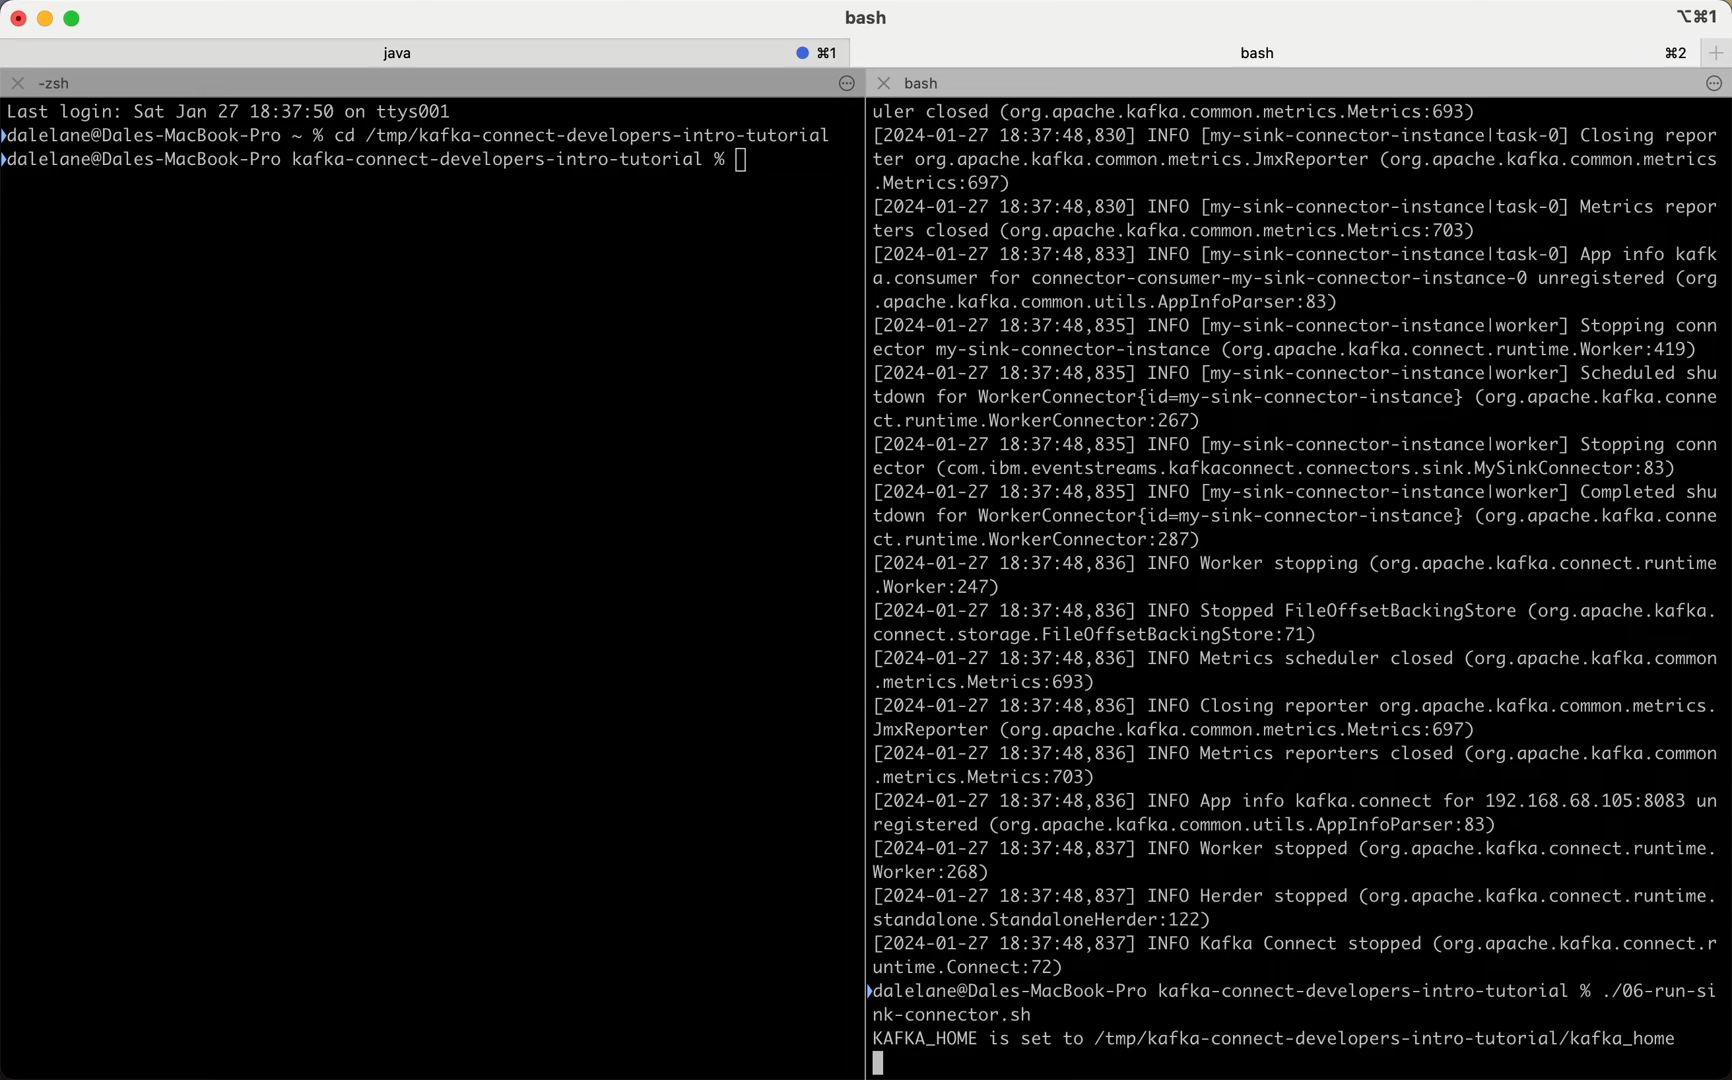 bash
⌥⌘1
java
⌘1
bash
⌘2
-zsh
bash
Last login: Sat Jan 27 18:37:50 on ttys001
dalelane@Dales-MacBook-Pro ~ % cd /tmp/kafka-connect-developers-intro-tutorial
dalelane@Dales-MacBook-Pro kafka-connect-developers-intro-tutorial %
uler closed (org.apache.kafka.common.metrics.Metrics:693)
[2024-01-27 18:37:48,830] INFO [my-sink-connector-instance|task-0] Closing repor
ter org.apache.kafka.common.metrics.JmxReporter (org.apache.kafka.common.metrics
.Metrics:697)
[2024-01-27 18:37:48,830] INFO [my-sink-connector-instance|task-0] Metrics repor
ters closed (org.apache.kafka.common.metrics.Metrics:703)
[2024-01-27 18:37:48,833] INFO [my-sink-connector-instance|task-0] App info kafk
a.consumer for connector-consumer-my-sink-connector-instance-0 unregistered (org
.apache.kafka.common.utils.AppInfoParser:83)
[2024-01-27 18:37:48,835] INFO [my-sink-connector-instance|worker] Stopping conn
ector my-sink-connector-instance (org.apache.kafka.connect.runtime.Worker:419)
[2024-01-27 18:37:48,835] INFO [my-sink-connector-instance|worker] Scheduled shu
tdown for WorkerConnector{id=my-sink-connector-instance} (org.apache.kafka.conne
ct.runtime.WorkerConnector:267)
[2024-01-27 18:37:48,835] INFO [my-sink-connector-instance|worker] Stopping conn
ector (com.ibm.eventstreams.kafkaconnect.connectors.sink.MySinkConnector:83)
[2024-01-27 18:37:48,835] INFO [my-sink-connector-instance|worker] Completed shu
tdown for WorkerConnector{id=my-sink-connector-instance} (org.apache.kafka.conne
ct.runtime.WorkerConnector:287)
[2024-01-27 18:37:48,836] INFO Worker stopping (org.apache.kafka.connect.runtime
.Worker:247)
[2024-01-27 18:37:48,836] INFO Stopped FileOffsetBackingStore (org.apache.kafka.
connect.storage.FileOffsetBackingStore:71)
[2024-01-27 18:37:48,836] INFO Metrics scheduler closed (org.apache.kafka.common
.metrics.Metrics:693)
[2024-01-27 18:37:48,836] INFO Closing reporter org.apache.kafka.common.metrics.
JmxReporter (org.apache.kafka.common.metrics.Metrics:697)
[2024-01-27 18:37:48,836] INFO Metrics reporters closed (org.apache.kafka.common
.metrics.Metrics:703)
[2024-01-27 18:37:48,836] INFO App info kafka.connect for 192.168.68.105:8083 un
registered (org.apache.kafka.common.utils.AppInfoParser:83)
[2024-01-27 18:37:48,837] INFO Worker stopped (org.apache.kafka.connect.runtime.
Worker:268)
[2024-01-27 18:37:48,837] INFO Herder stopped (org.apache.kafka.connect.runtime.
standalone.StandaloneHerder:122)
[2024-01-27 18:37:48,837] INFO Kafka Connect stopped (org.apache.kafka.connect.r
untime.Connect:72)
dalelane@Dales-MacBook-Pro kafka-connect-developers-intro-tutorial % ./06-run-si
nk-connector.sh
KAFKA_HOME is set to /tmp/kafka-connect-developers-intro-tutorial/kafka_home